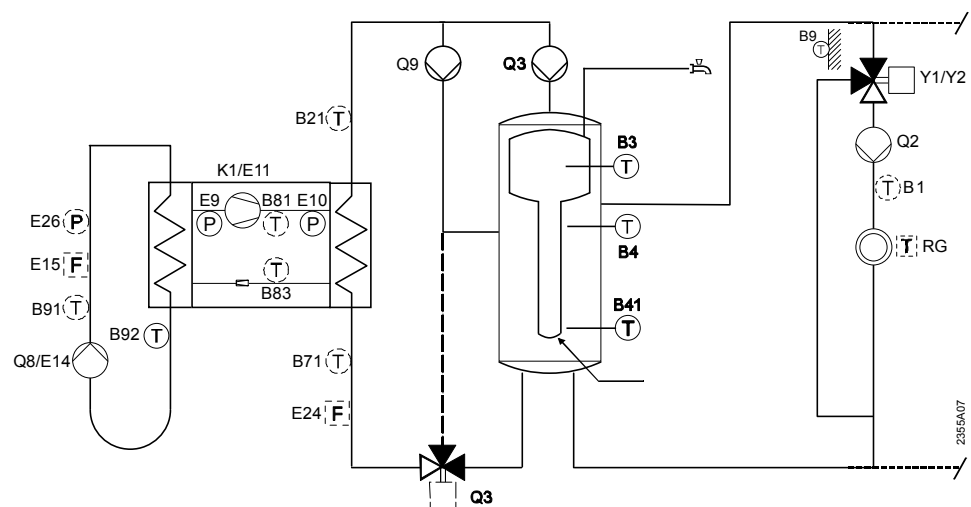 B9
T
Q9
Q3
Y1/Y2
B21
T
Q2
B3
T
K1/E11
T
B1
E9
B81
E10
P
T
P
E26
P
T
B4
T
RG
E15
F
T
B83
B91
T
B41
T
B92
T
Q8/E14
B71
T
E24
F
2355A07
Q3